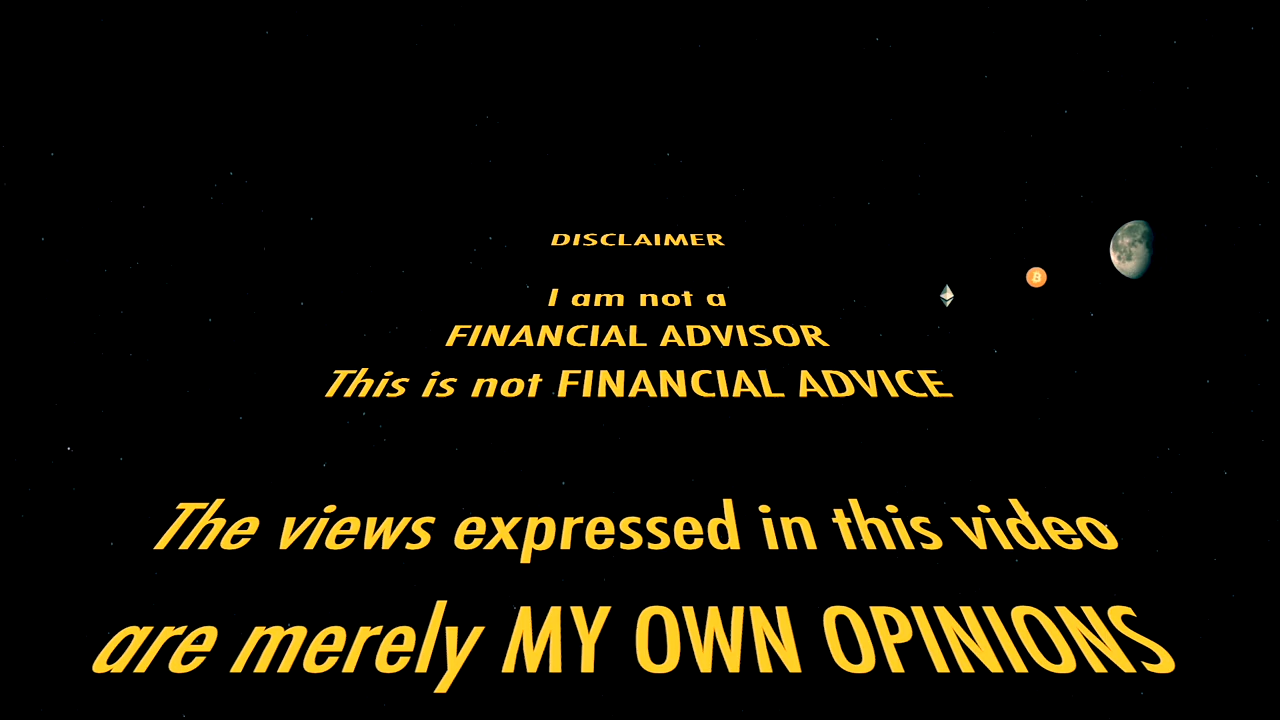 DISCLAIMER
I am not a
FINANCIAL ADVISOR
This is not FINANCIAL ADVICE
The views expressed in this video
are merely MY OWN OPINIONS